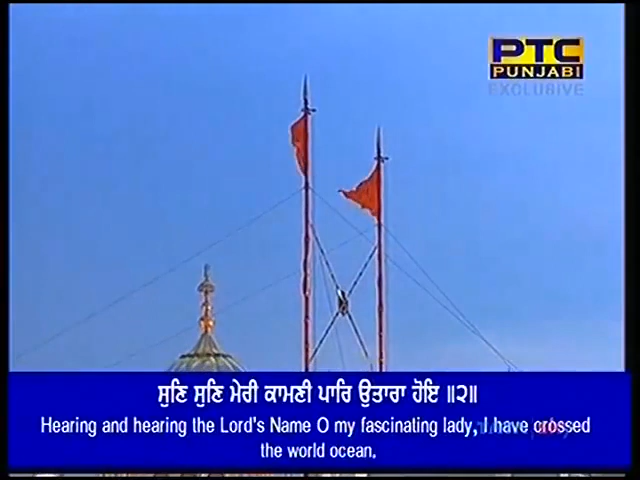 PTC
PUNJABI
EXCLUSIVE
ਸੁਣਿ ਸੁਣਿ ਮੇਰੀ ਕਾਮਣੀ ਪਾਰਿ ਉਤਾਰਾ ਹੋਇ ॥੨॥
Hearing and hearing the Lord's Name O my fascinating lady, I have crossed
the world ocean.